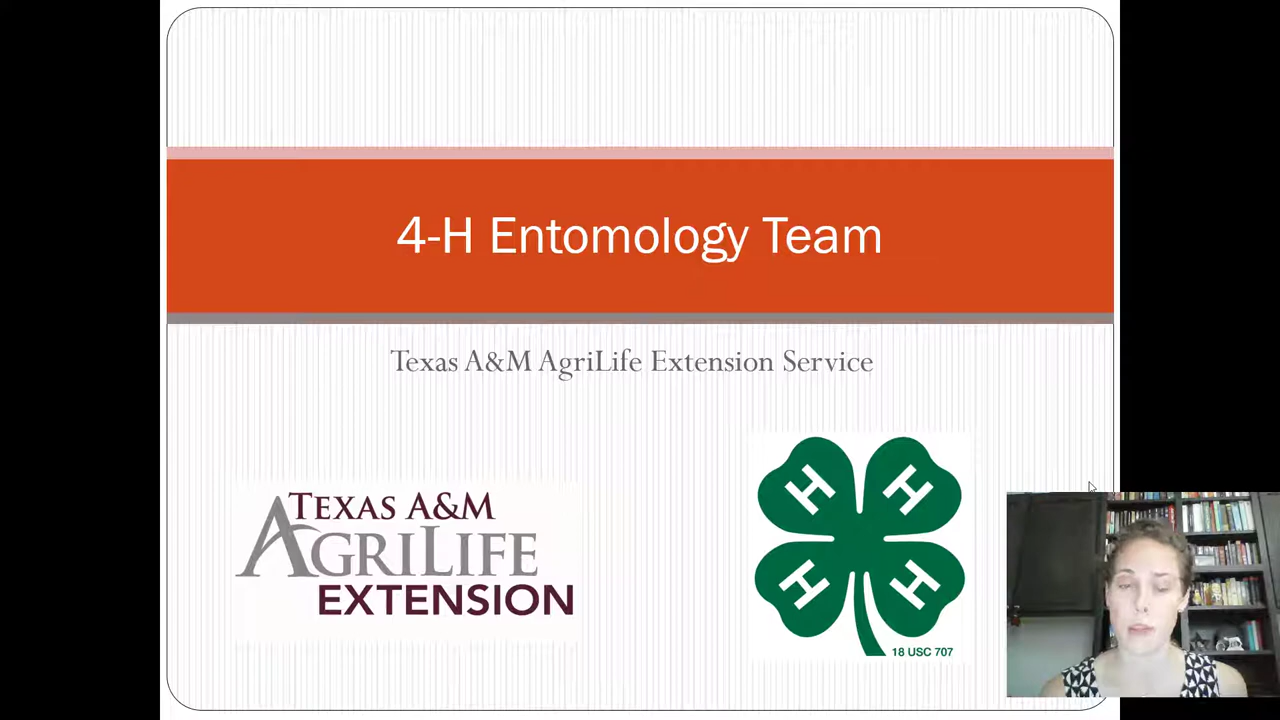 4-H Entomology Team
Texas A&M AgriLife Extension Service
TEXAS A&M
AGRILIFE
EXTENSION
H H
H H
18 USC 707